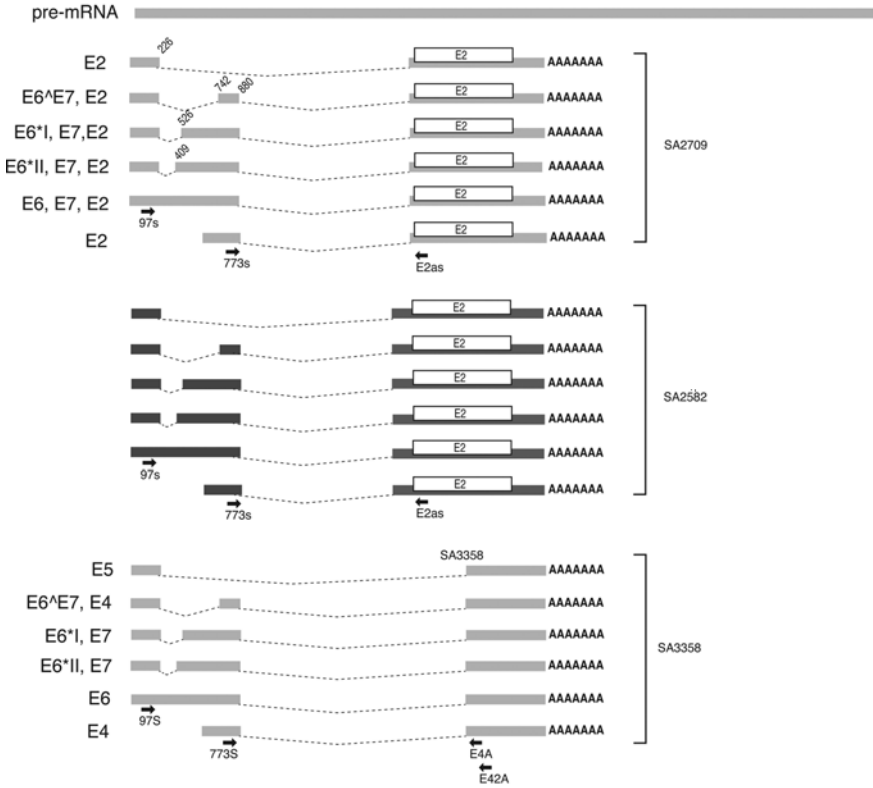 pre-mRNA
226
E2 E2 AAAAAAA
742 880
E6^E7, E2 E2 AAAAAAA
526
E6*I, E7,E2 E2 AAAAAAA
SA2709
409
E6*II, E7, E2 E2 AAAAAAA
E6, E7, E2 E2 AAAAAAA
97s
E2 E2 AAAAAAA
773s E2as
E2 AAAAAAA
E2 AAAAAAA
E2 AAAAAAA
SA2582
E2 AAAAAAA
E2 AAAAAAA
97s
E2 AAAAAAA
773s E2as
SA3358
E5 AAAAAAA
E6^E7, E4 AAAAAAA
E6*I, E7 AAAAAAA
SA3358
E6*II, E7 AAAAAAA
E6 AAAAAAA
97S
E4 AAAAAAA
773S E4A
E42A